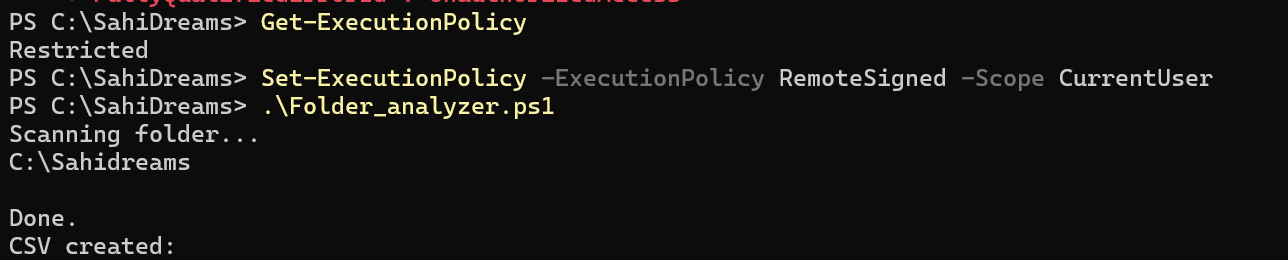 PS C:\SahiDreams> Get-ExecutionPolicy
Restricted
PS C:\SahiDreams> Set-ExecutionPolicy -ExecutionPolicy RemoteSigned -Scope CurrentUser
PS C:\SahiDreams> .\Folder_analyzer.ps1
Scanning folder...
C:\Sahidreams
Done.
CSV created: